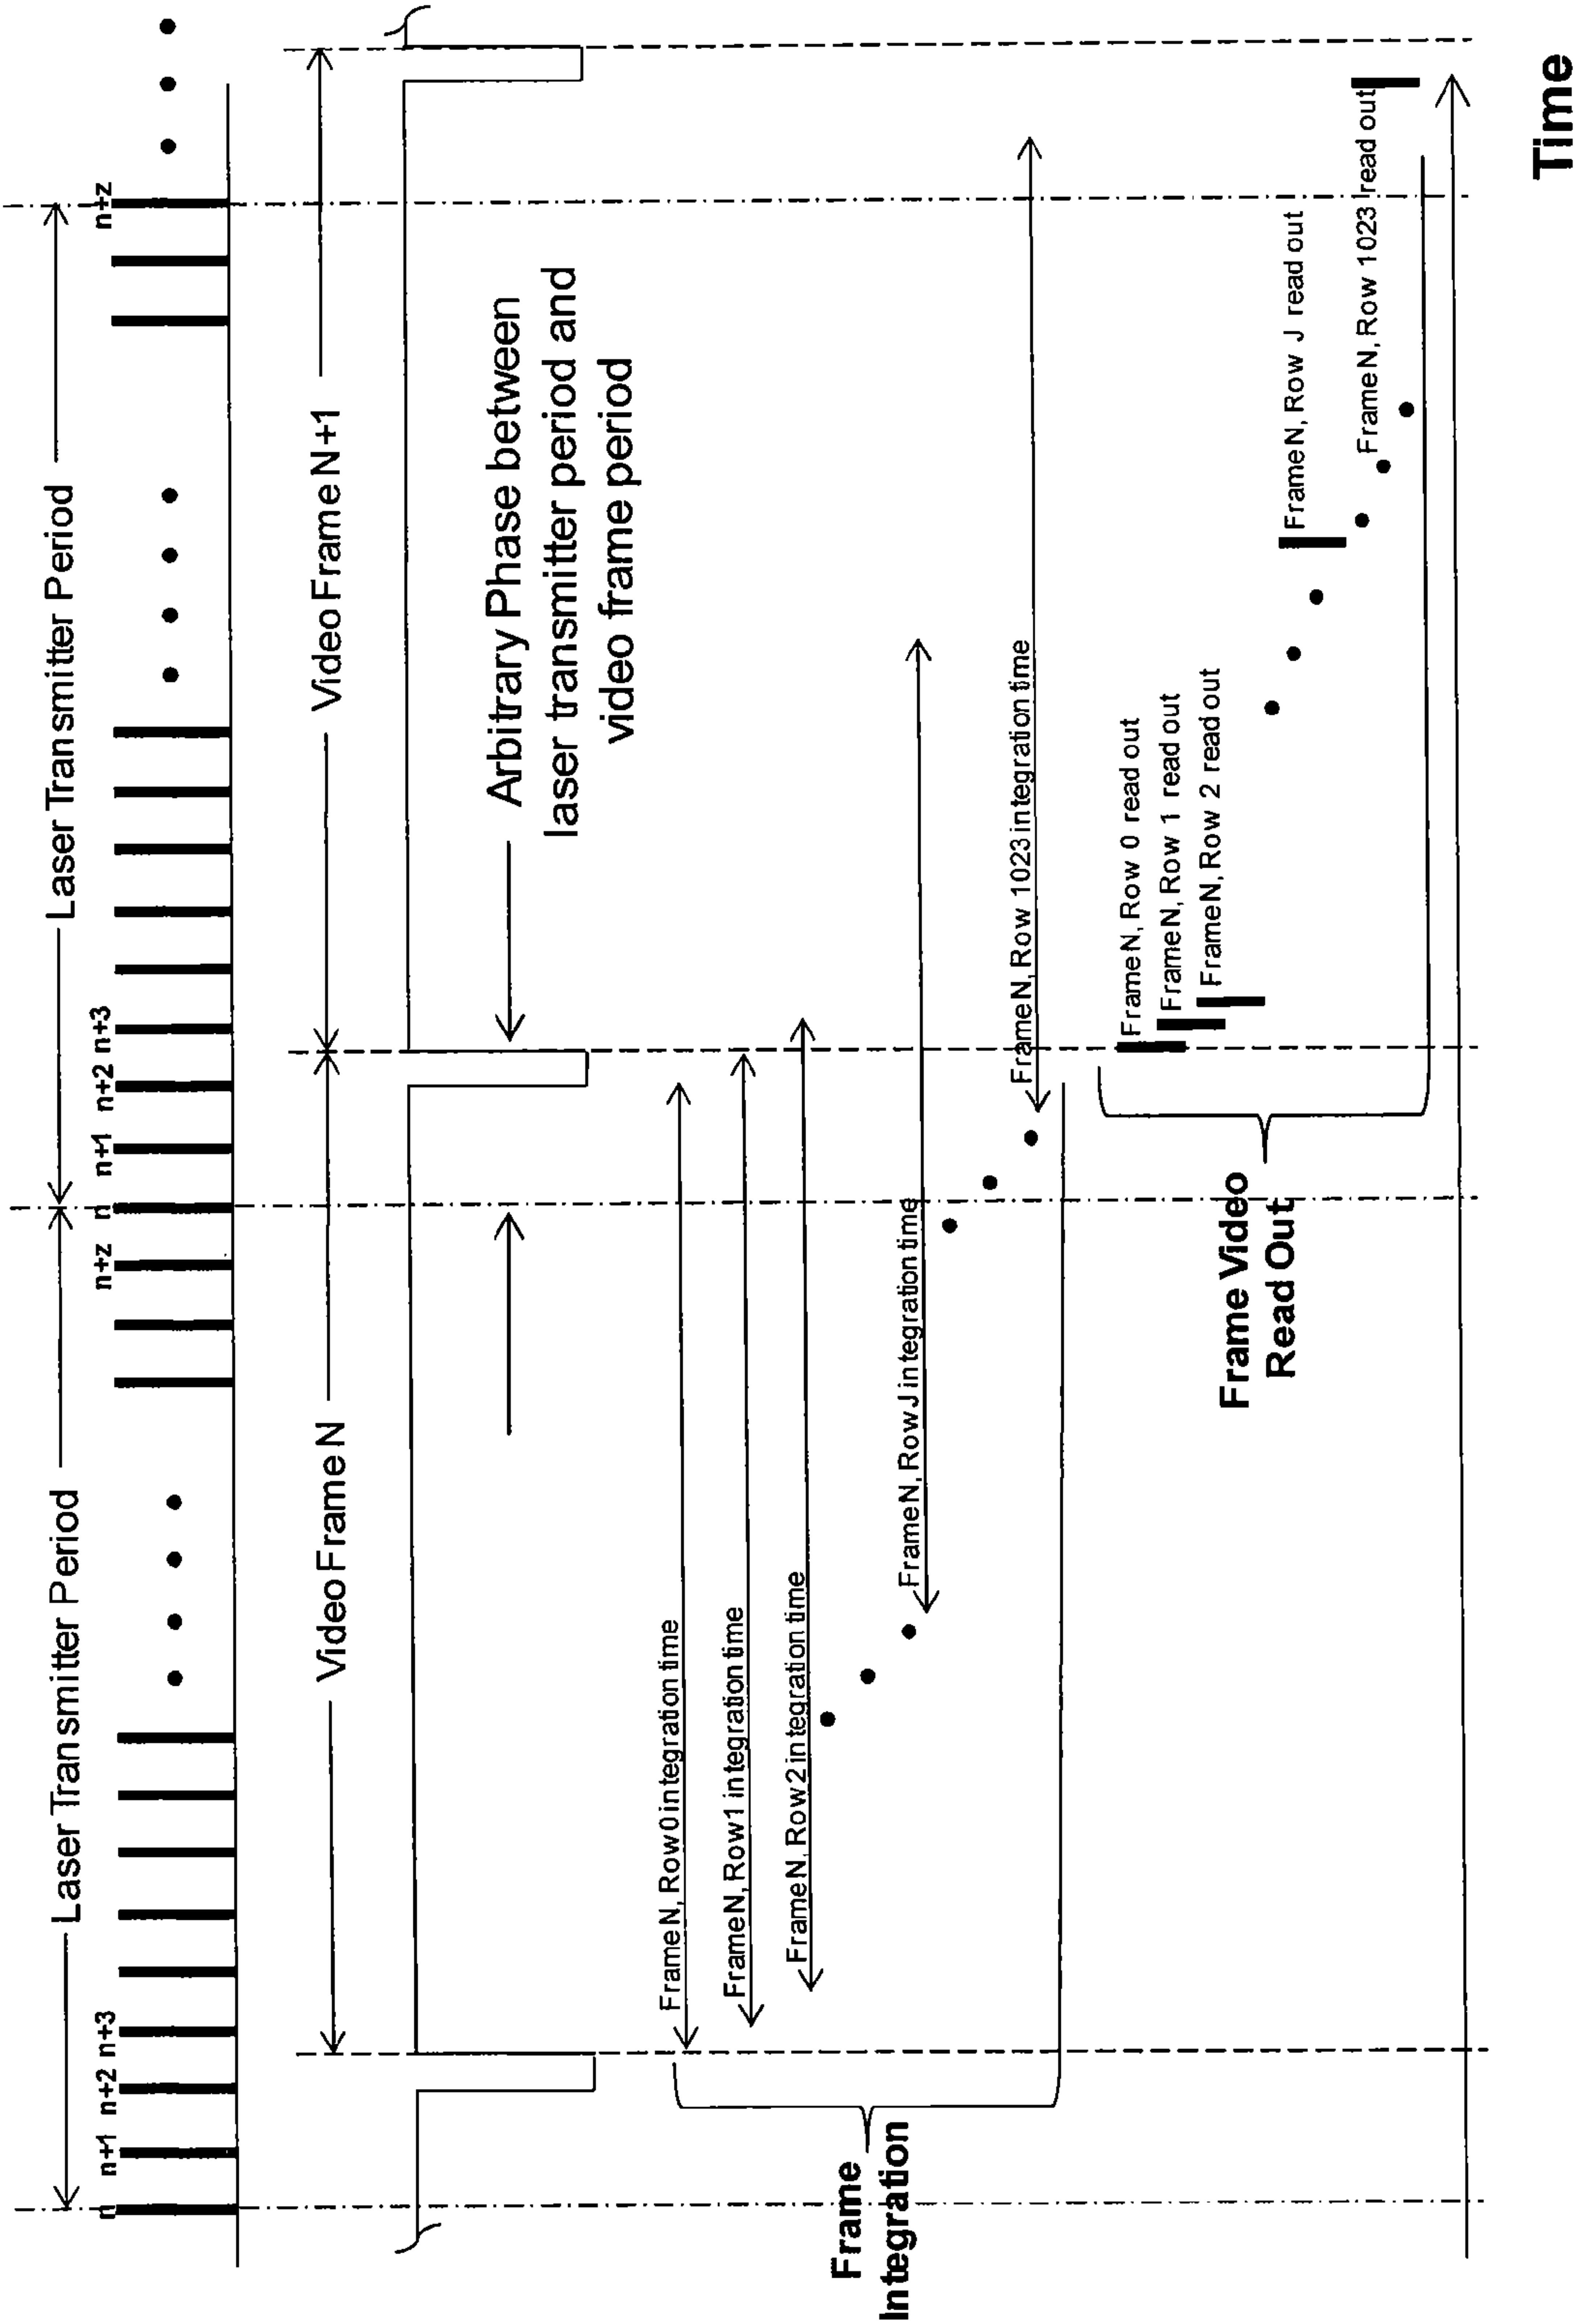 Laser Transmitter Period
Laser Transmitter Period
n
n+1
n+2
n+3
n+z
n
n+1
n+2
n+3
n+z
Video Frame N
Video Frame N+1
Arbitrary Phase between
laser transmitter period and
video frame period
Frame N, Row 0 integration time
Frame N, Row 1 integration time
Frame N, Row 2 integration time
Frame N, Row J integration time
Frame N, Row 1023 integration time
Frame
Integration
Frame N, Row 0 read out
Frame N, Row 1 read out
Frame N, Row 2 read out
Frame N, Row J read out
Frame N, Row 1023 read out
Frame Video
Read Out
Time